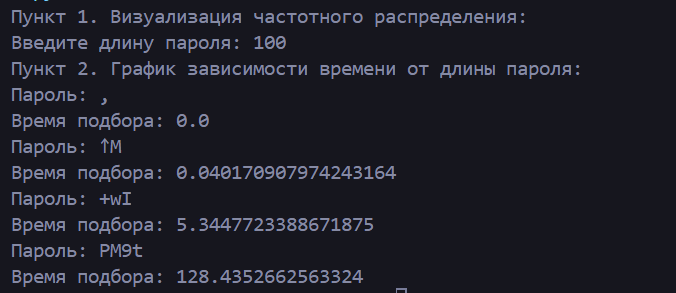 Пункт 1. Визуализация частотного распределения:
Введите длину пароля: 100
Пункт 2. График зависимости времени от длины пароля:
Пароль: ,
Время подбора: 0.0
Пароль: ↑M
Время подбора: 0.040170907974243164
Пароль: +wI
Время подбора: 5.3447723388671875
Пароль: PM9t
Время подбора: 128.4352662563324